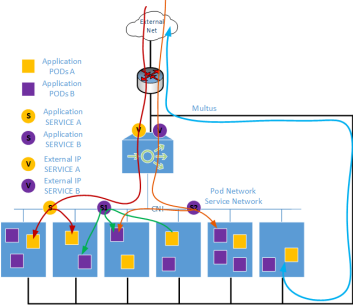 External
Net
Application
PODs A
Application
PODs B
Multus
Application
S
SERVICE A
Application
S
SERVICE B
V
V
External IP
V
SERVICE A
External IP
V
SERVICE B
Pod Network
Service Network
S
CNI